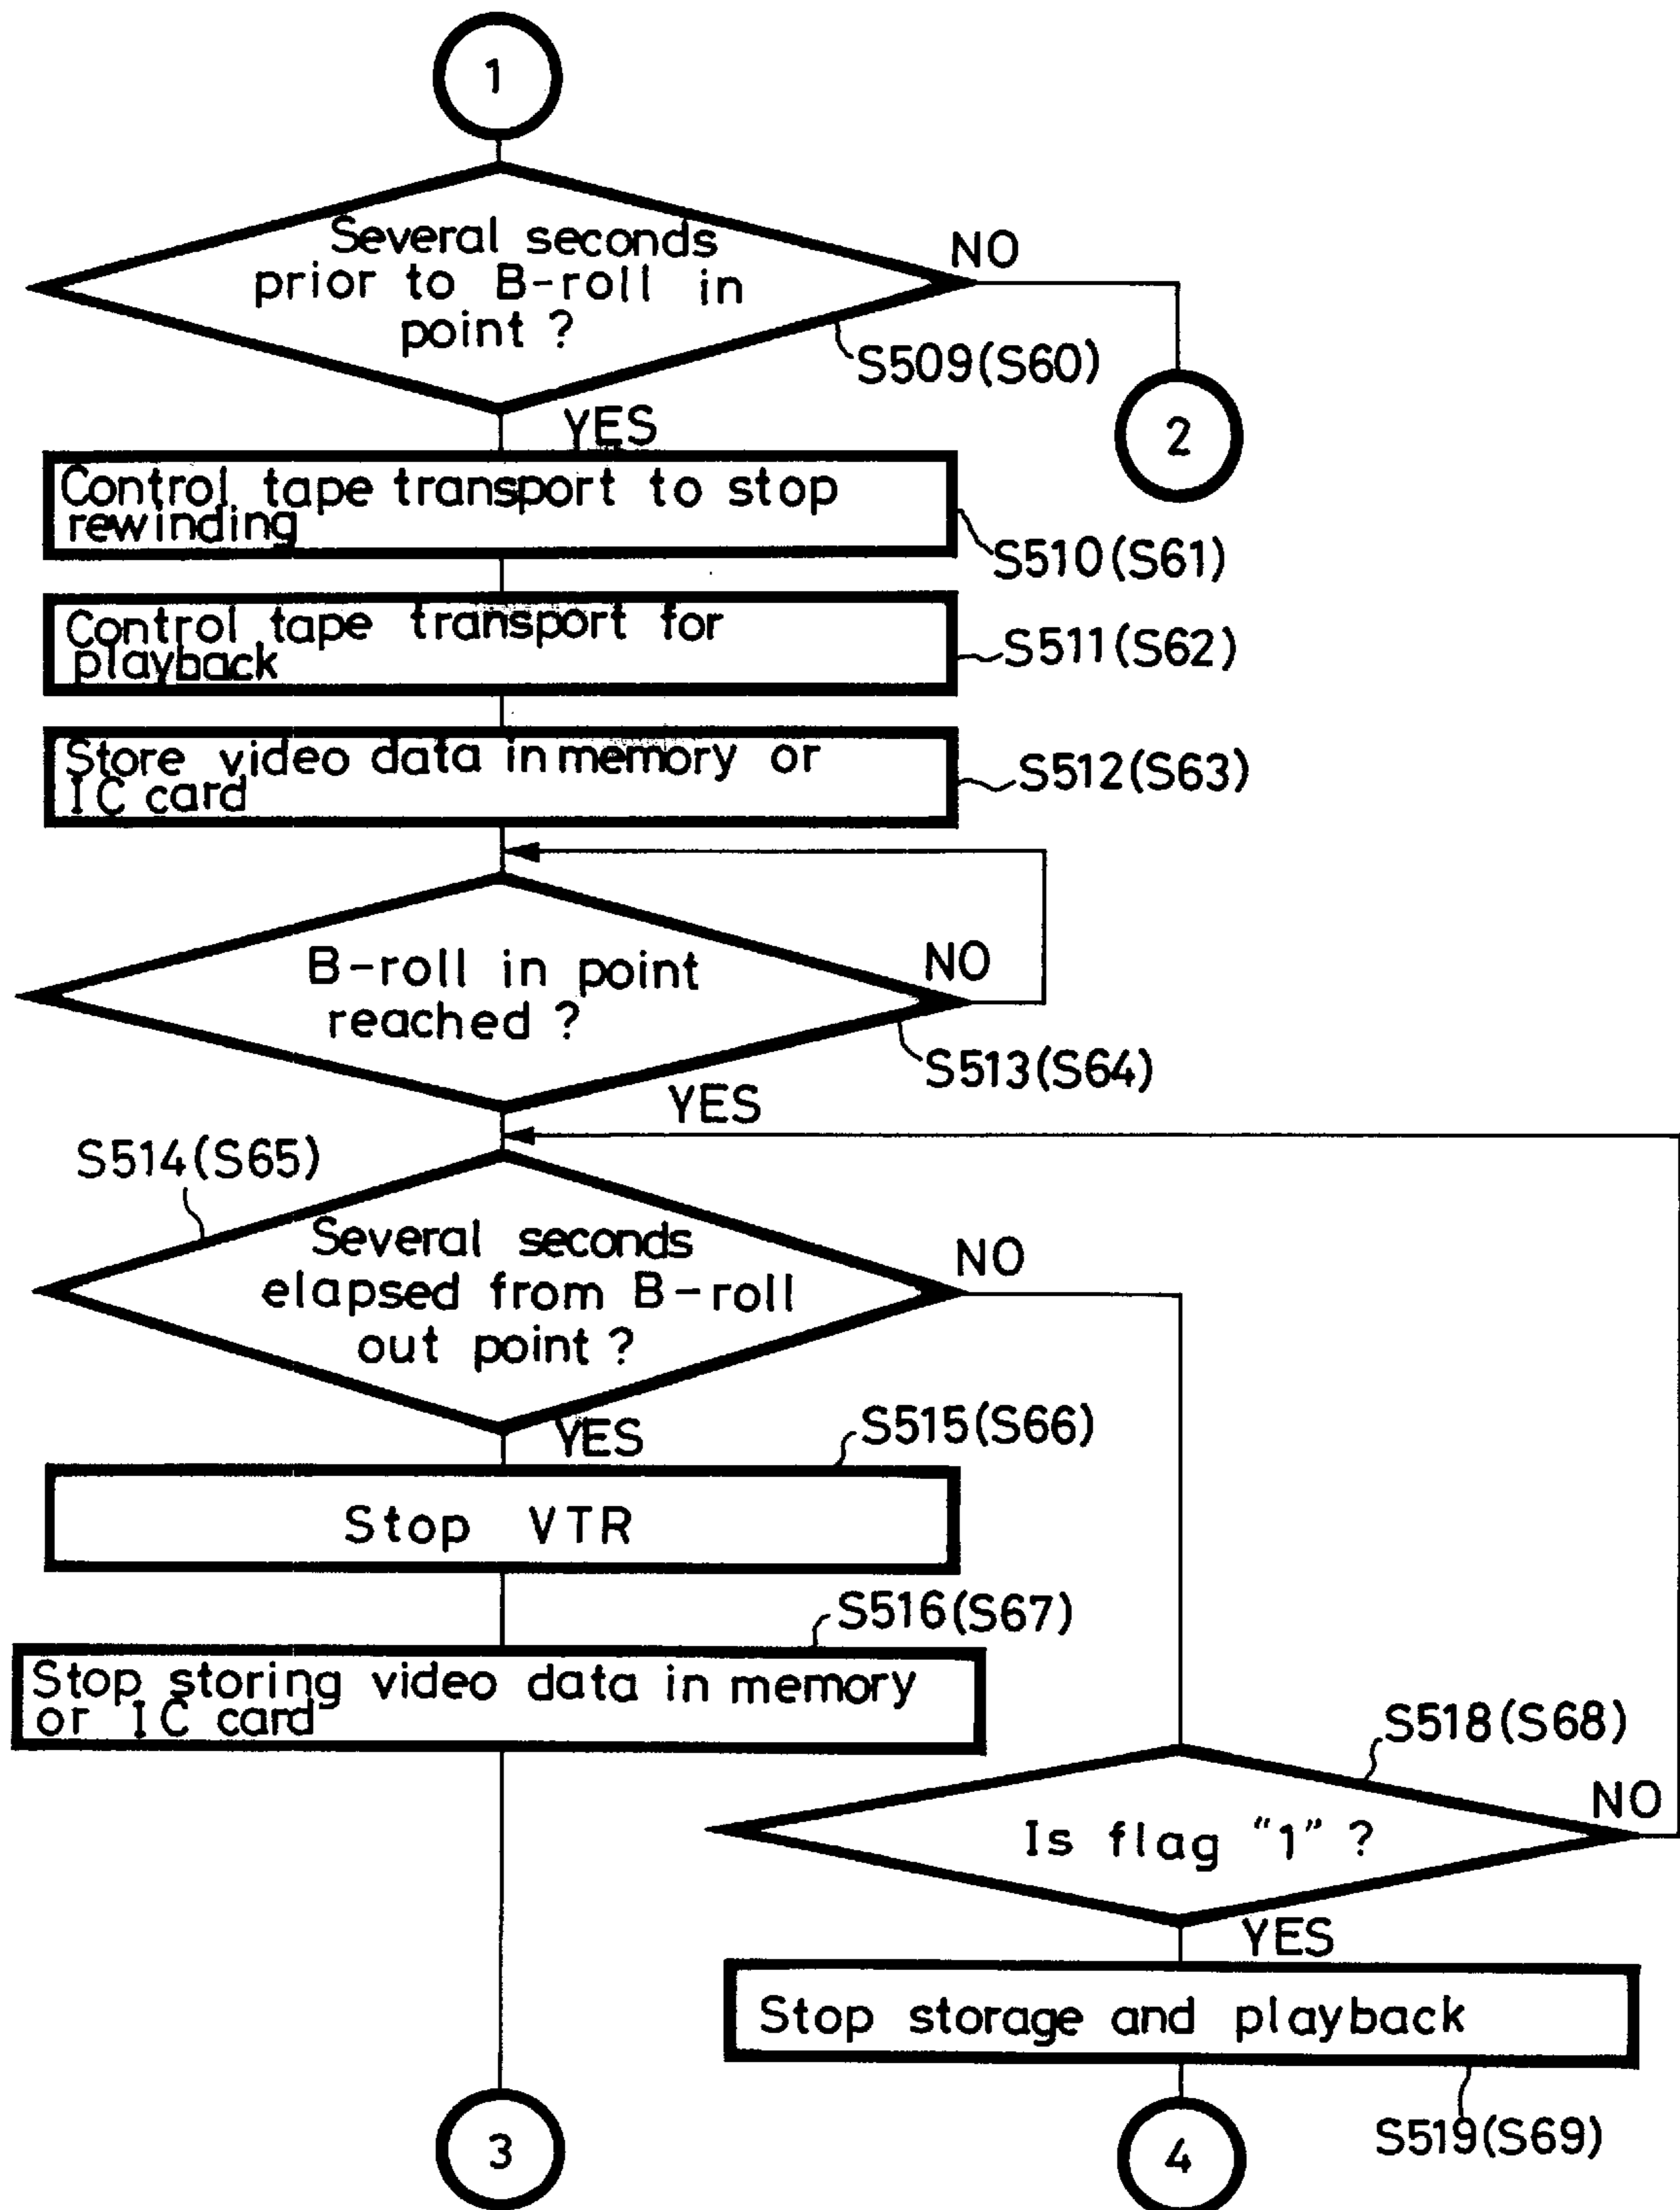 1
Several seconds
prior to B-roll in
point ?
NO
S509(S60)
2
YES
Control tape transport to stop
rewinding
S510(S61)
Control tape transport for
playback
S511(S62)
Store video data in memory or
IC card
S512(S63)
B-roll in point
reached ?
NO
S513(S64)
YES
S514(S65)
Several seconds
elapsed from B-roll
out point ?
NO
YES
S515(S66)
Stop VTR
S516(S67)
Stop storing video data in memory
or IC card
S518(S68)
Is flag "1" ?
NO
YES
Stop storage and playback
S519(S69)
3
4